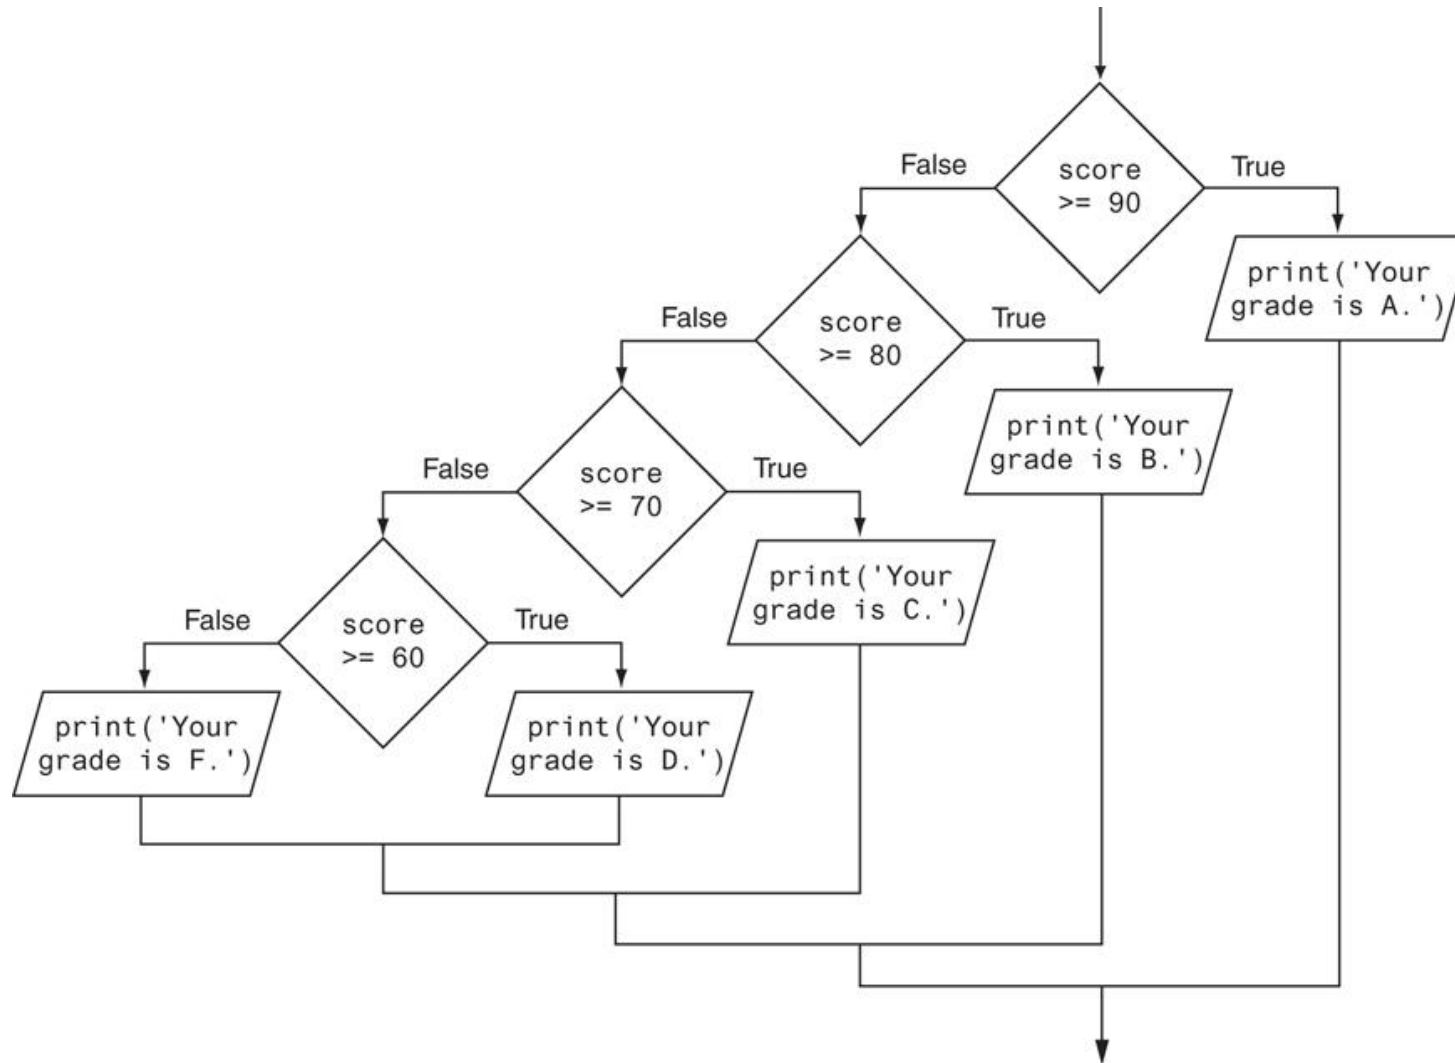 False
score
>= 90
True
print('Your
grade is A.')
False
score
>= 80
True
print('Your
grade is B.')
False
score
>= 70
True
print('Your
grade is C.')
False
score
>= 60
True
print('Your
grade is F.')
print('Your
grade is D.')